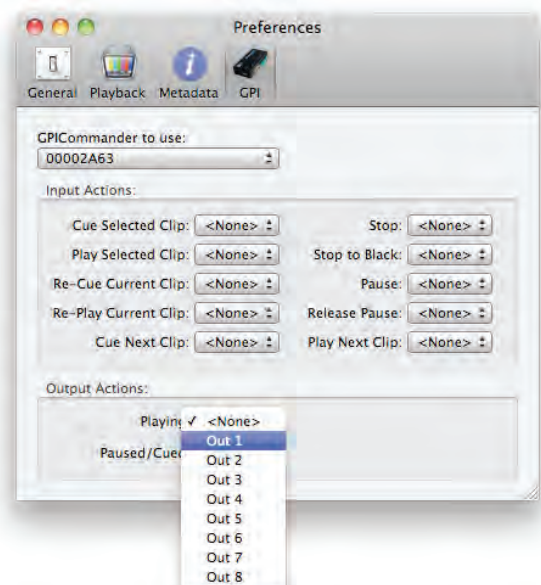 Preferences
General Playback Metadata GPI
GPICommander to use:
00002A63
Input Actions:
Cue Selected Clip: <None>
Stop: <None>
Play Selected Clip: <None>
Stop to Black: <None>
Re-Cue Current Clip: <None>
Pause: <None>
Re-Play Current Clip: <None>
Release Pause: <None>
Cue Next Clip: <None>
Play Next Clip: <None>
Output Actions:
Playing ✓ <None>
Out 1
Paused/Cued
Out 2
Out 3
Out 4
Out 5
Out 6
Out 7
Out 8